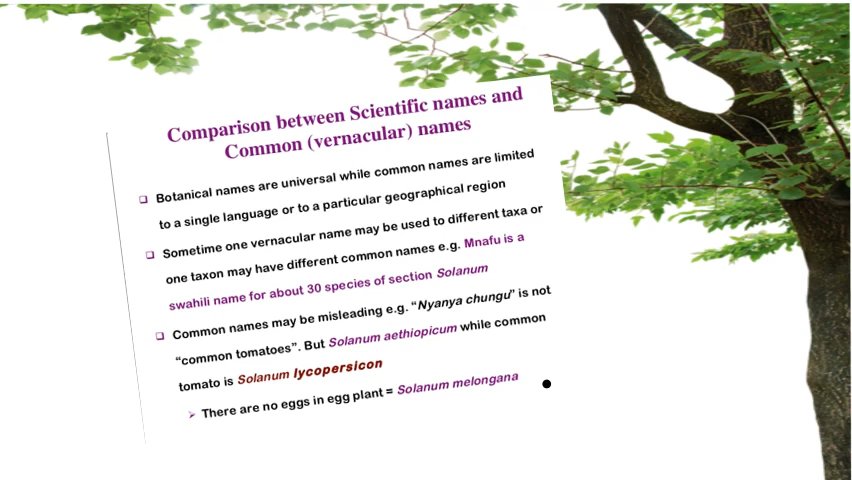 Comparison between Scientific names and
Common (vernacular) names
❑ Botanical names are universal while common names are limited
to a single language or to a particular geographical region
❑ Sometime one vernacular name may be used to different taxa or
one taxon may have different common names e.g. Mnafu is a
swahili name for about 30 species of section Solanum
❑ Common names may be misleading e.g. “Nyanya chungu” is not
“common tomatoes”. But Solanum aethiopicum while common
tomato is Solanum lycopersicon
➢ There are no eggs in egg plant = Solanum melongana